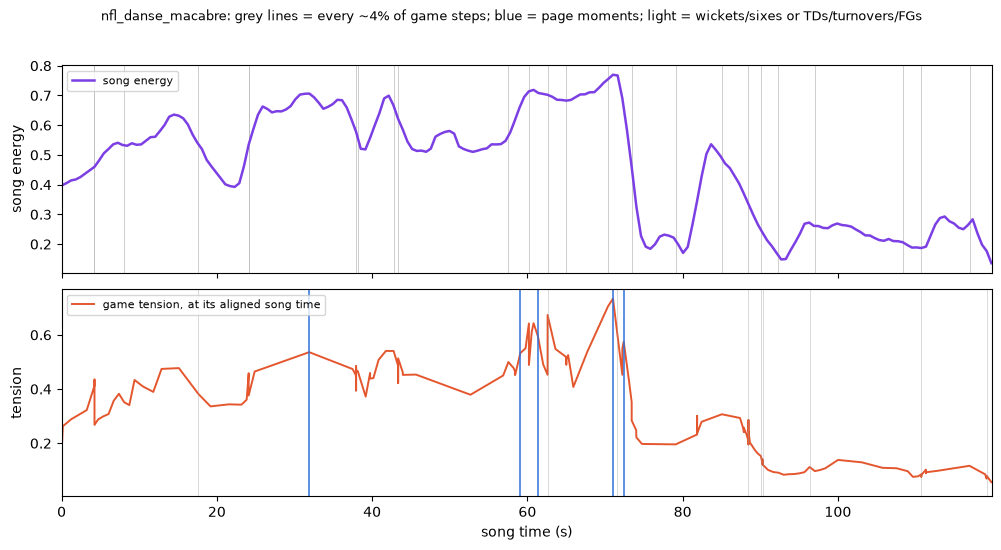 nfl_danse_macabre: grey lines = every ~4% of game steps; blue = page moments; light = wickets/sixes or TDs/turnovers/FGs
0.8
0.7
0.6
0.5
0.4
0.3
0.2
song energy
song energy
0.6
0.4
0.2
tension
game tension, at its aligned song time
0
20
40
60
80
100
song time (s)